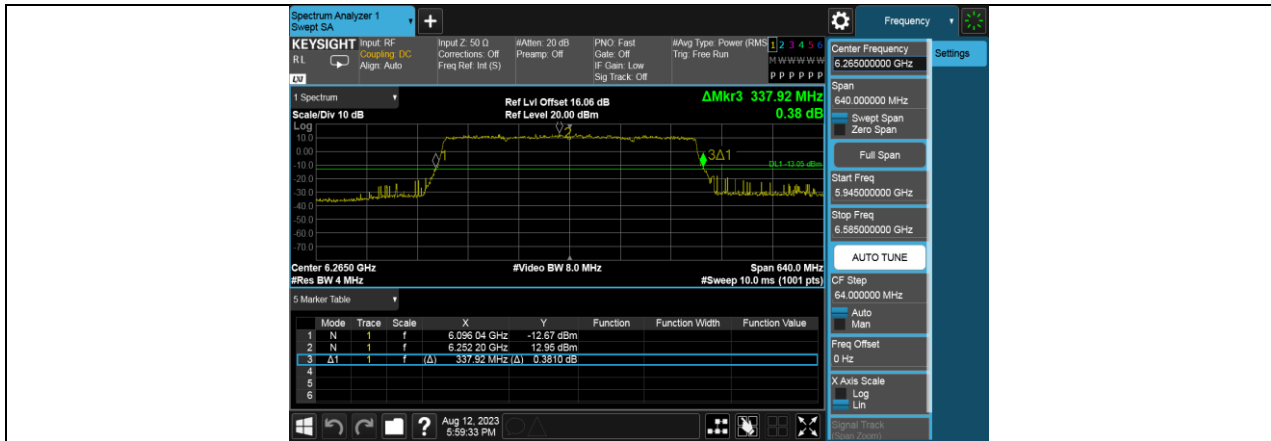 Spectrum Analyzer 1
Swept SA
+
Frequency
KEYSIGHT
RL
LXI
Input: RF
Coupling: DC
Align: Auto
Input Z: 50 Ω
Corrections: Off
Freq Ref: Int (S)
#Atten: 20 dB
Preamp: Off
PNO: Fast
Gate: Off
IF Gain: Low
Sig Track: Off
#Avg Type: Power (RMS
Trig: Free Run
1 2 3 4 5 6
M W W W W W
P P P P P P
1 Spectrum
Scale/Div 10 dB
Ref Lvl Offset 16.06 dB
Ref Level 20.00 dBm
ΔMkr3 337.92 MHz
0.38 dB
Log
10.0
0.00
-10.0
-20.0
-30.0
-40.0
-50.0
-60.0
-70.0
1
2
3Δ1
DL1 -13.05 dBm
Center 6.2650 GHz
#Video BW 8.0 MHz
Span 640.0 MHz
#Res BW 4 MHz
#Sweep 10.0 ms (1001 pts)
5 Marker Table
Mode Trace Scale X Y Function Function Width Function Value
1 N 1 f 6.096 04 GHz -12.67 dBm
2 N 1 f 6.252 20 GHz 12.95 dBm
3 Δ1 1 f (Δ) 337.92 MHz (Δ) 0.3810 dB
4
5
6
?
Aug 12, 2023
5:59:33 PM
Settings
Center Frequency
6.265000000 GHz
Span
640.000000 MHz
Swept Span
Zero Span
Full Span
Start Freq
5.945000000 GHz
Stop Freq
6.585000000 GHz
AUTO TUNE
CF Step
64.000000 MHz
Auto
Man
Freq Offset
0 Hz
X Axis Scale
Log
Lin
Signal Track
(Span Zoom)